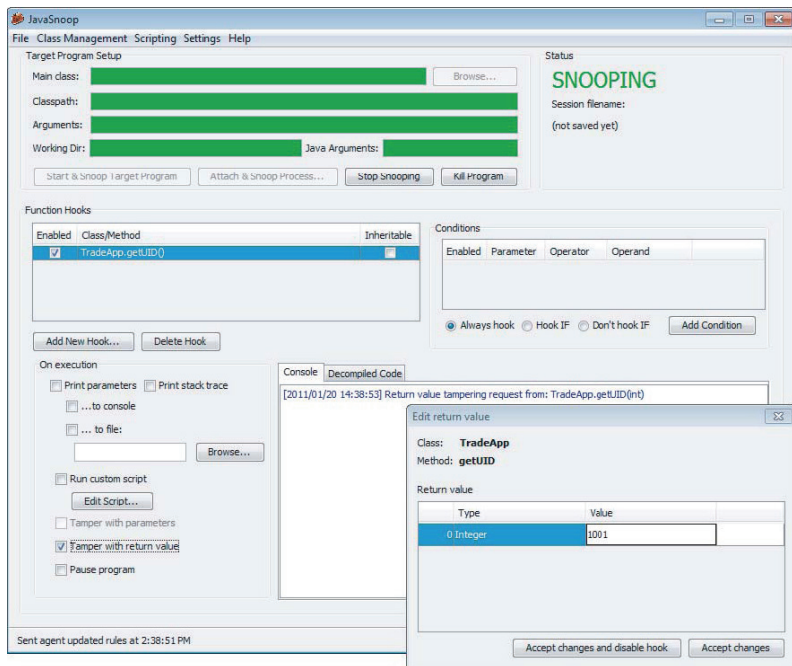 JavaSnoop
File Class Management Scripting Settings Help
Target Program Setup
Main class:
Browse...
Classpath:
Arguments:
Working Dir:
Java Arguments:
Start & Snoop Target Program
Attach & Snoop Process...
Stop Snooping
Kill Program
Status
SNOOPING
Session filename:
(not saved yet)
Function Hooks
Enabled Class/Method Inheritable
TradeApp.getUID()
Add New Hook...
Delete Hook
Conditions
Enabled Parameter Operator Operand
Always hook Hook IF Don't hook IF
Add Condition
On execution
Print parameters Print stack trace
...to console
... to file:
Browse...
Run custom script
Edit Script...
Tamper with parameters
Tamper with return value
Pause program
Console Decompiled Code
[2011/01/20 14:38:53] Return value tampering request from: TradeApp.getUID(int)
Edit return value
Class: TradeApp
Method: getUID
Return value
Type Value
0 Integer 1001
Accept changes and disable hook
Accept changes
Sent agent updated rules at 2:38:51 PM